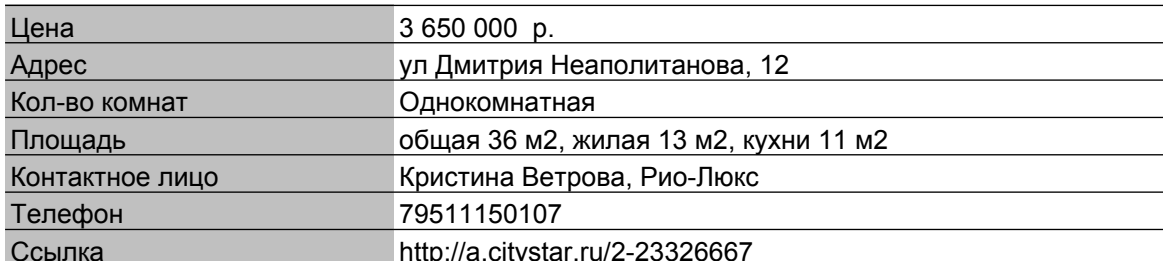 Цена 3 650 000 р.
Адрес ул Дмитрия Неаполитанова, 12
Кол-во комнат Однокомнатная
Площадь общая 36 м2, жилая 13 м2, кухни 11 м2
Контактное лицо Кристина Ветрова, Рио-Люкс
Телефон 79511150107
Ссылка http://a.citystar.ru/2-23326667